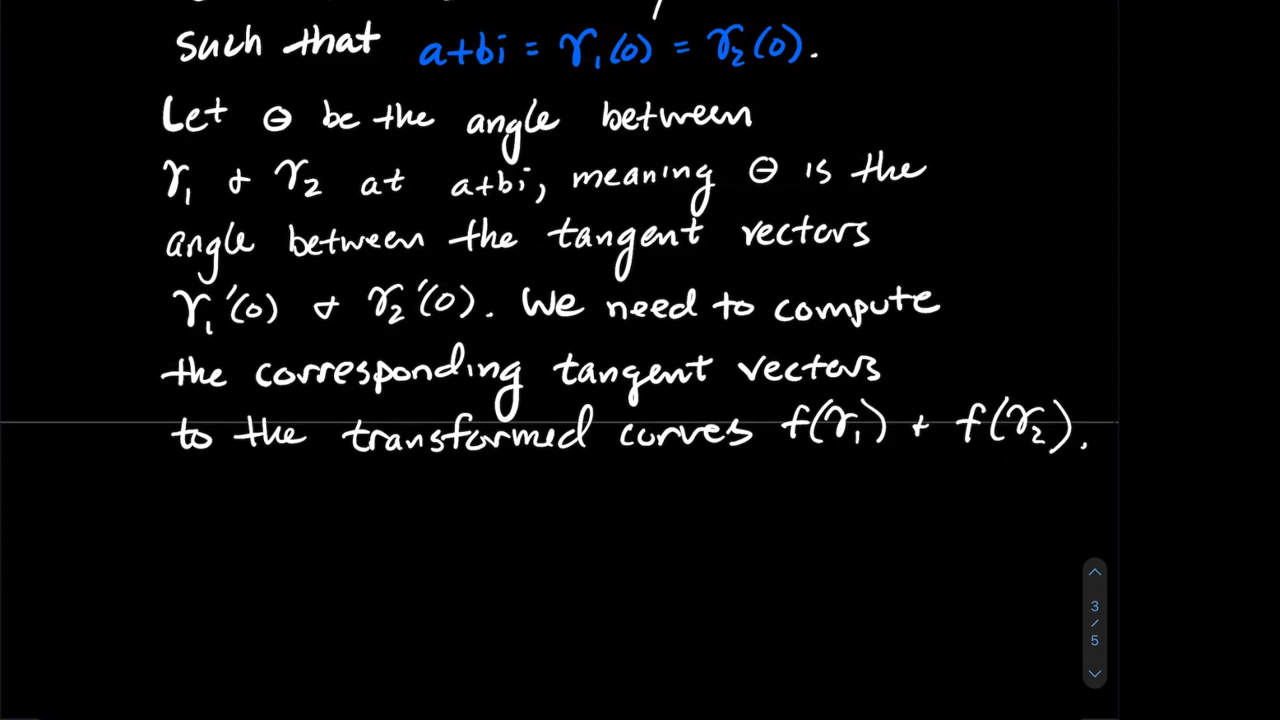 such that a+bi = γ₁(0) = γ₂(0).
Let θ be the angle between
γ₁ & γ₂ at a+bi, meaning θ is the
angle between the tangent vectors
γ₁'(0) & γ₂'(0). We need to compute
the corresponding tangent vectors
to the transformed curves f(γ₁) + f(γ₂).
3
/
5